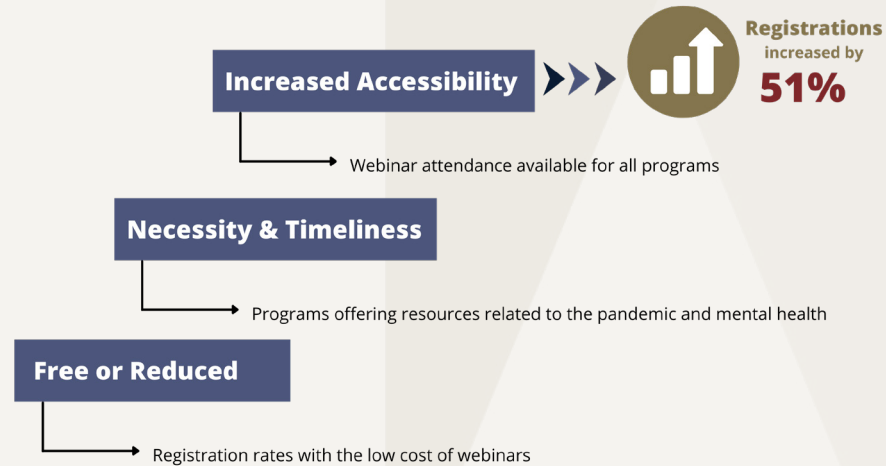 Registrations
increased by
51%
Increased Accessibility
Webinar attendance available for all programs
Necessity & Timeliness
Programs offering resources related to the pandemic and mental health
Free or Reduced
Registration rates with the low cost of webinars